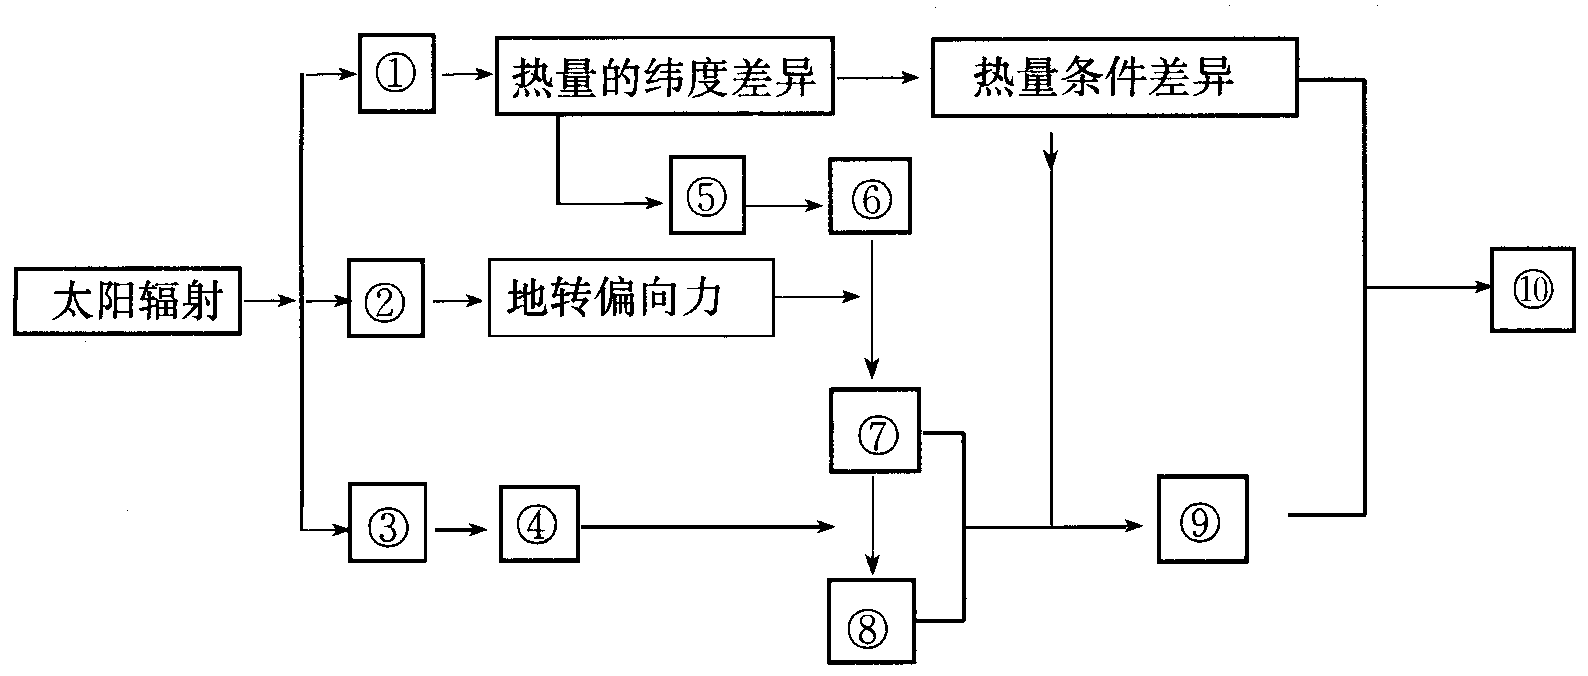 ① 热量的纬度差异 热量条件差异
⑤ ⑥
太阳辐射 ② 地转偏向力 ⑩
⑦
③ ④ ⑨
⑧